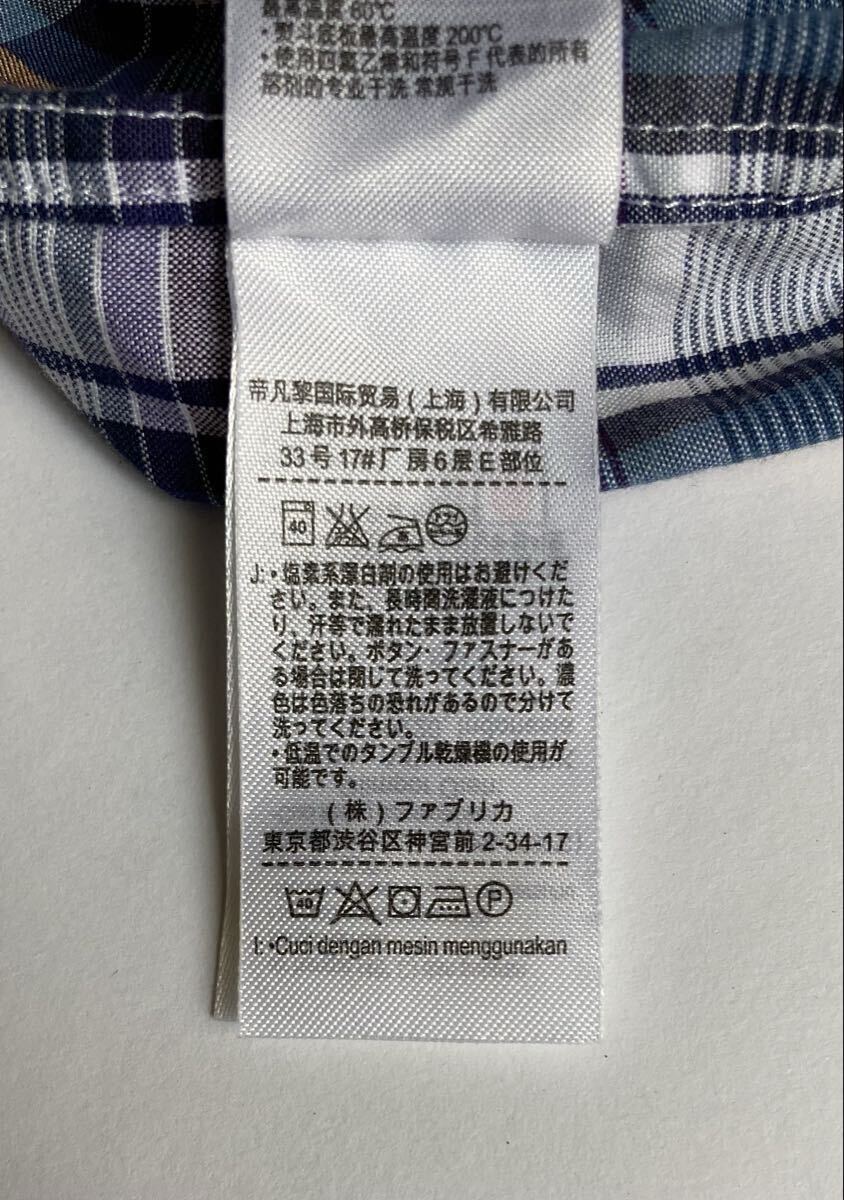 最高温度 60℃
・熨斗底板最高温度 200℃
・使用四氯乙烯和符号 F 代表的所有
溶剂的专业干洗 常规干洗
蒂凡黎国际贸易 ( 上海 ) 有限公司
上海市外高桥保税区希雅路
33 号 17# 厂房 6 层 E 部位
40
J: ・塩素系漂白剤の使用はお避けくだ
さい。また、長時間洗濯液につけた
り、汗等で濡れたまま放置しないで
ください。ボタン・ファスナーがあ
る場合は閉じて洗ってください。濃
色は色落ちの恐れがあるので分けて
洗ってください。
・低温でのタンブル乾燥機の使用が
可能です。
( 株 ) ファブリカ
東京都渋谷区神宮前 2-34-17
40 P
I: •Cuci dengan mesin menggunakan